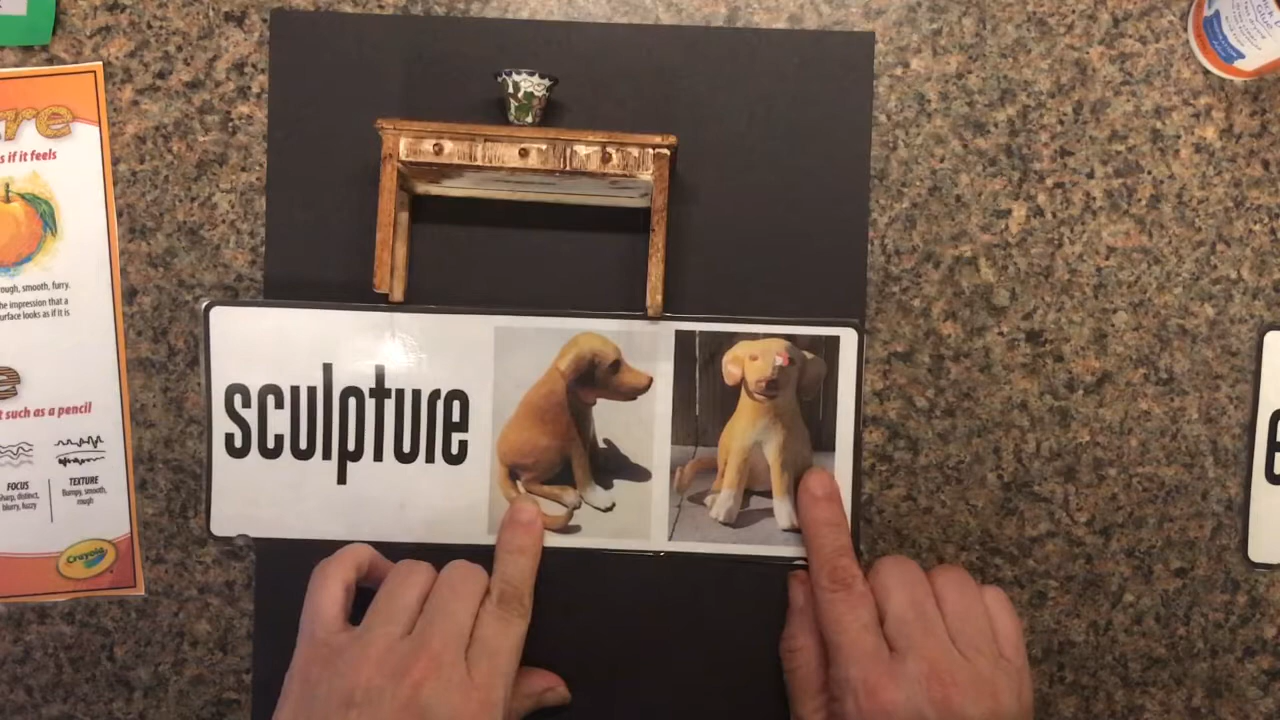 re
s if it feels
ough, smooth, furry.
he impression that a
urface looks as if it is
e
t such as a pencil
FOCUS
sharp, distinct,
blurry, fuzzy
TEXTURE
Bumpy, smooth,
rough
Crayola
sculpture